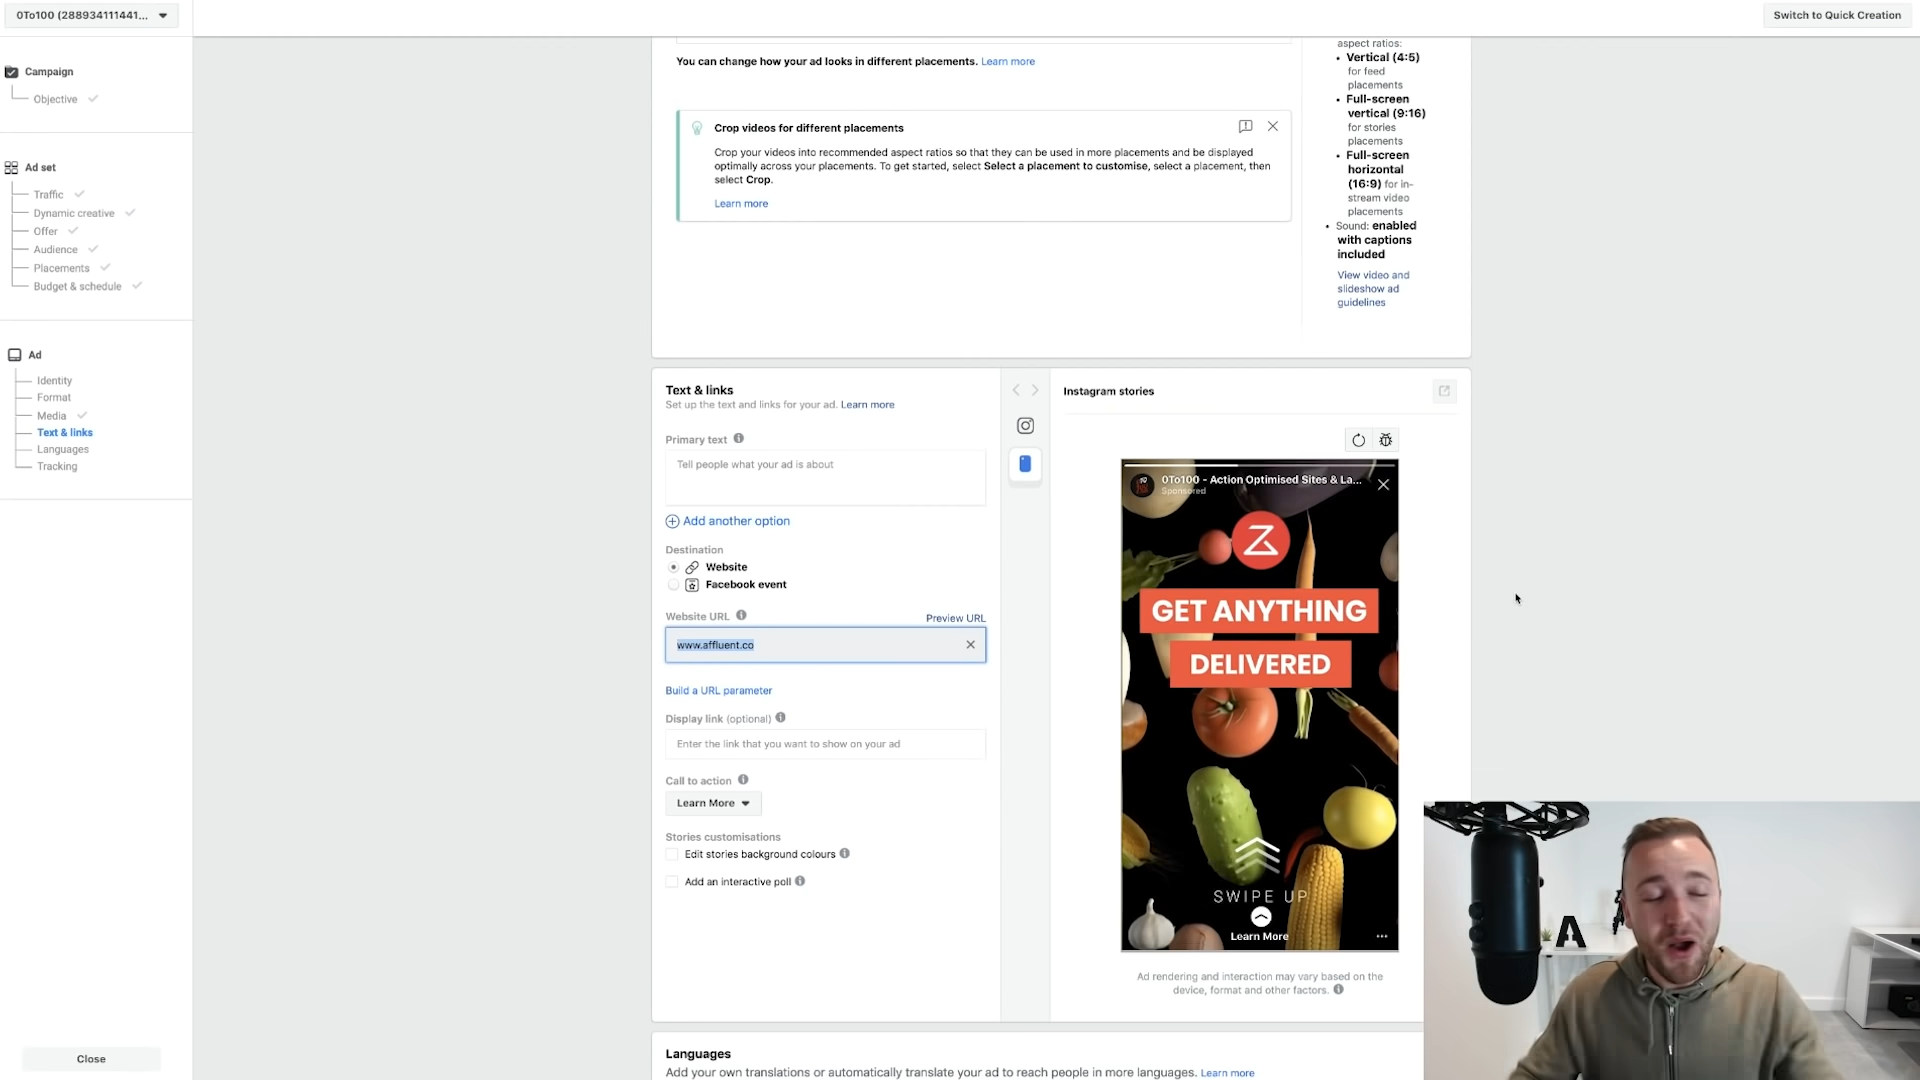 0To100 (288934111441...
Switch to Quick Creation
Campaign
Objective
Ad set
Traffic
Dynamic creative
Offer
Audience
Placements
Budget & schedule
Ad
Identity
Format
Media
Text & links
Languages
Tracking
Close
You can change how your ad looks in different placements. Learn more
Crop videos for different placements
Crop your videos into recommended aspect ratios so that they can be used in more placements and be displayed
optimally across your placements. To get started, select Select a placement to customise, select a placement, then
select Crop.
Learn more
aspect ratios:
• Vertical (4:5)
for feed
placements
• Full-screen
vertical (9:16)
for stories
placements
• Full-screen
horizontal
(16:9) for in-
stream video
placements
• Sound: enabled
with captions
included
View video and
slideshow ad
guidelines
Text & links
Set up the text and links for your ad. Learn more
Primary text
Tell people what your ad is about
Add another option
Destination
Website
Facebook event
Website URL
Preview URL
www.affluent.co
Build a URL parameter
Display link (optional)
Enter the link that you want to show on your ad
Call to action
Learn More
Stories customisations
Edit stories background colours
Add an interactive poll
Instagram stories
0To100 - Action Optimised Sites & La...
Sponsored
GET ANYTHING
DELIVERED
SWIPE UP
Learn More
Ad rendering and interaction may vary based on the
device, format and other factors.
A
Languages
Add your own translations or automatically translate your ad to reach people in more languages. Learn more